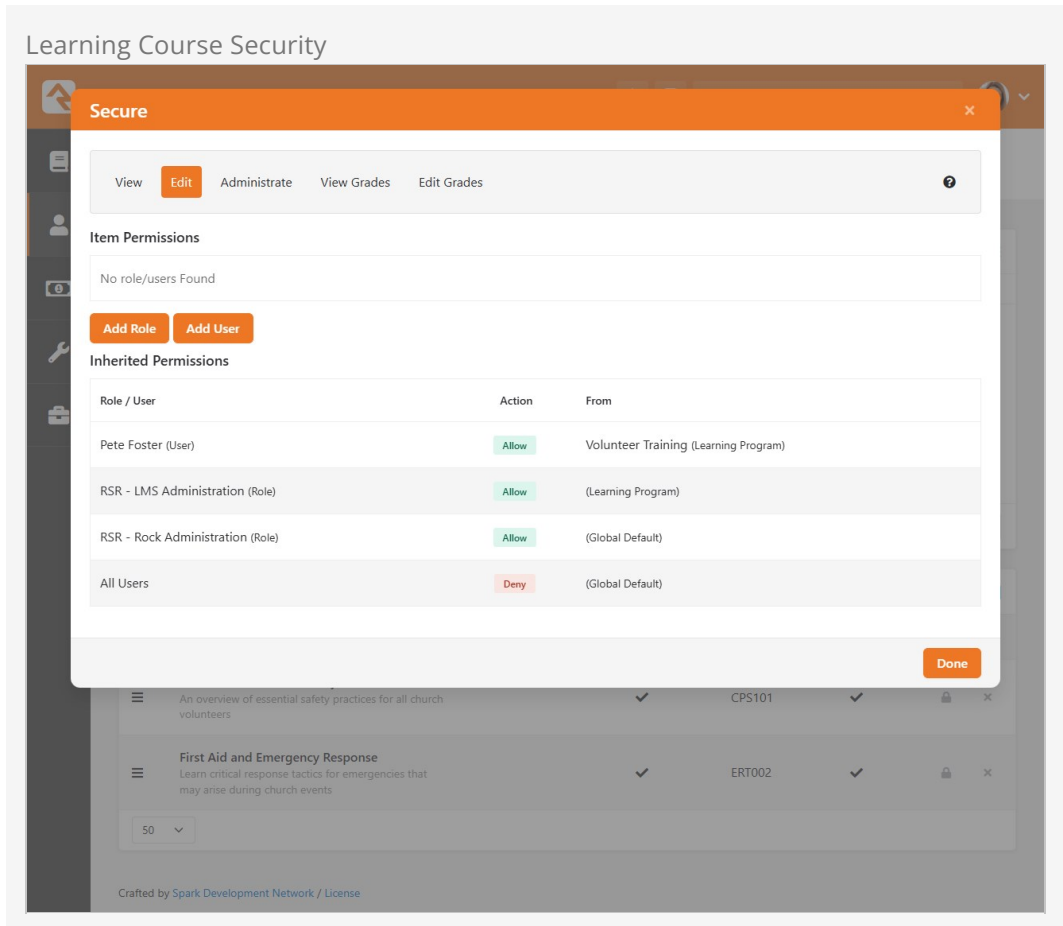 Learning Course Security
Secure ×
View Edit Administrate View Grades Edit Grades
Item Permissions
No role/users Found
Add Role Add User
Inherited Permissions
Role / User Action From
Pete Foster (User) Allow Volunteer Training (Learning Program)
RSR - LMS Administration (Role) Allow (Learning Program)
RSR - Rock Administration (Role) Allow (Global Default)
All Users Deny (Global Default)
Done
An overview of essential safety practices for all church CPS101
volunteers
First Aid and Emergency Response
Learn critical response tactics for emergencies that ERT002
may arise during church events
50
Crafted by Spark Development Network / License